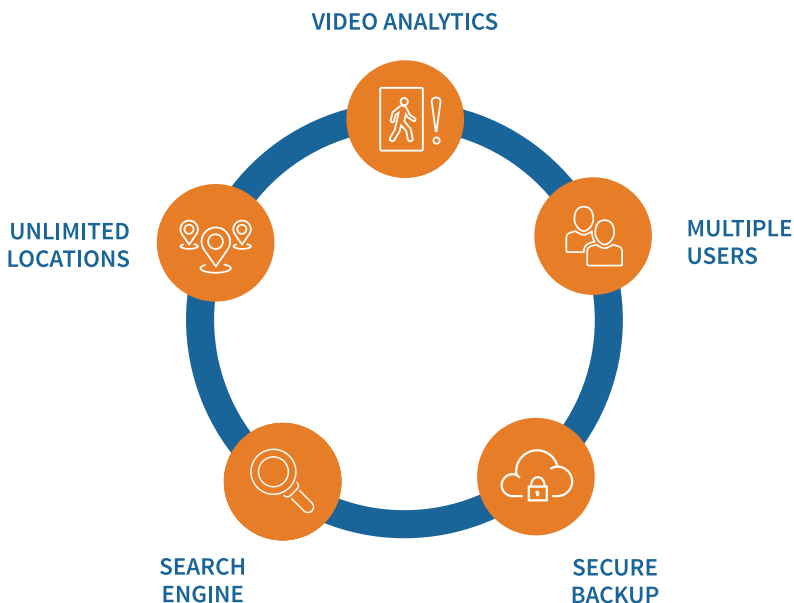 VIDEO ANALYTICS
UNLIMITED
LOCATIONS
MULTIPLE
USERS
SEARCH
ENGINE
SECURE
BACKUP